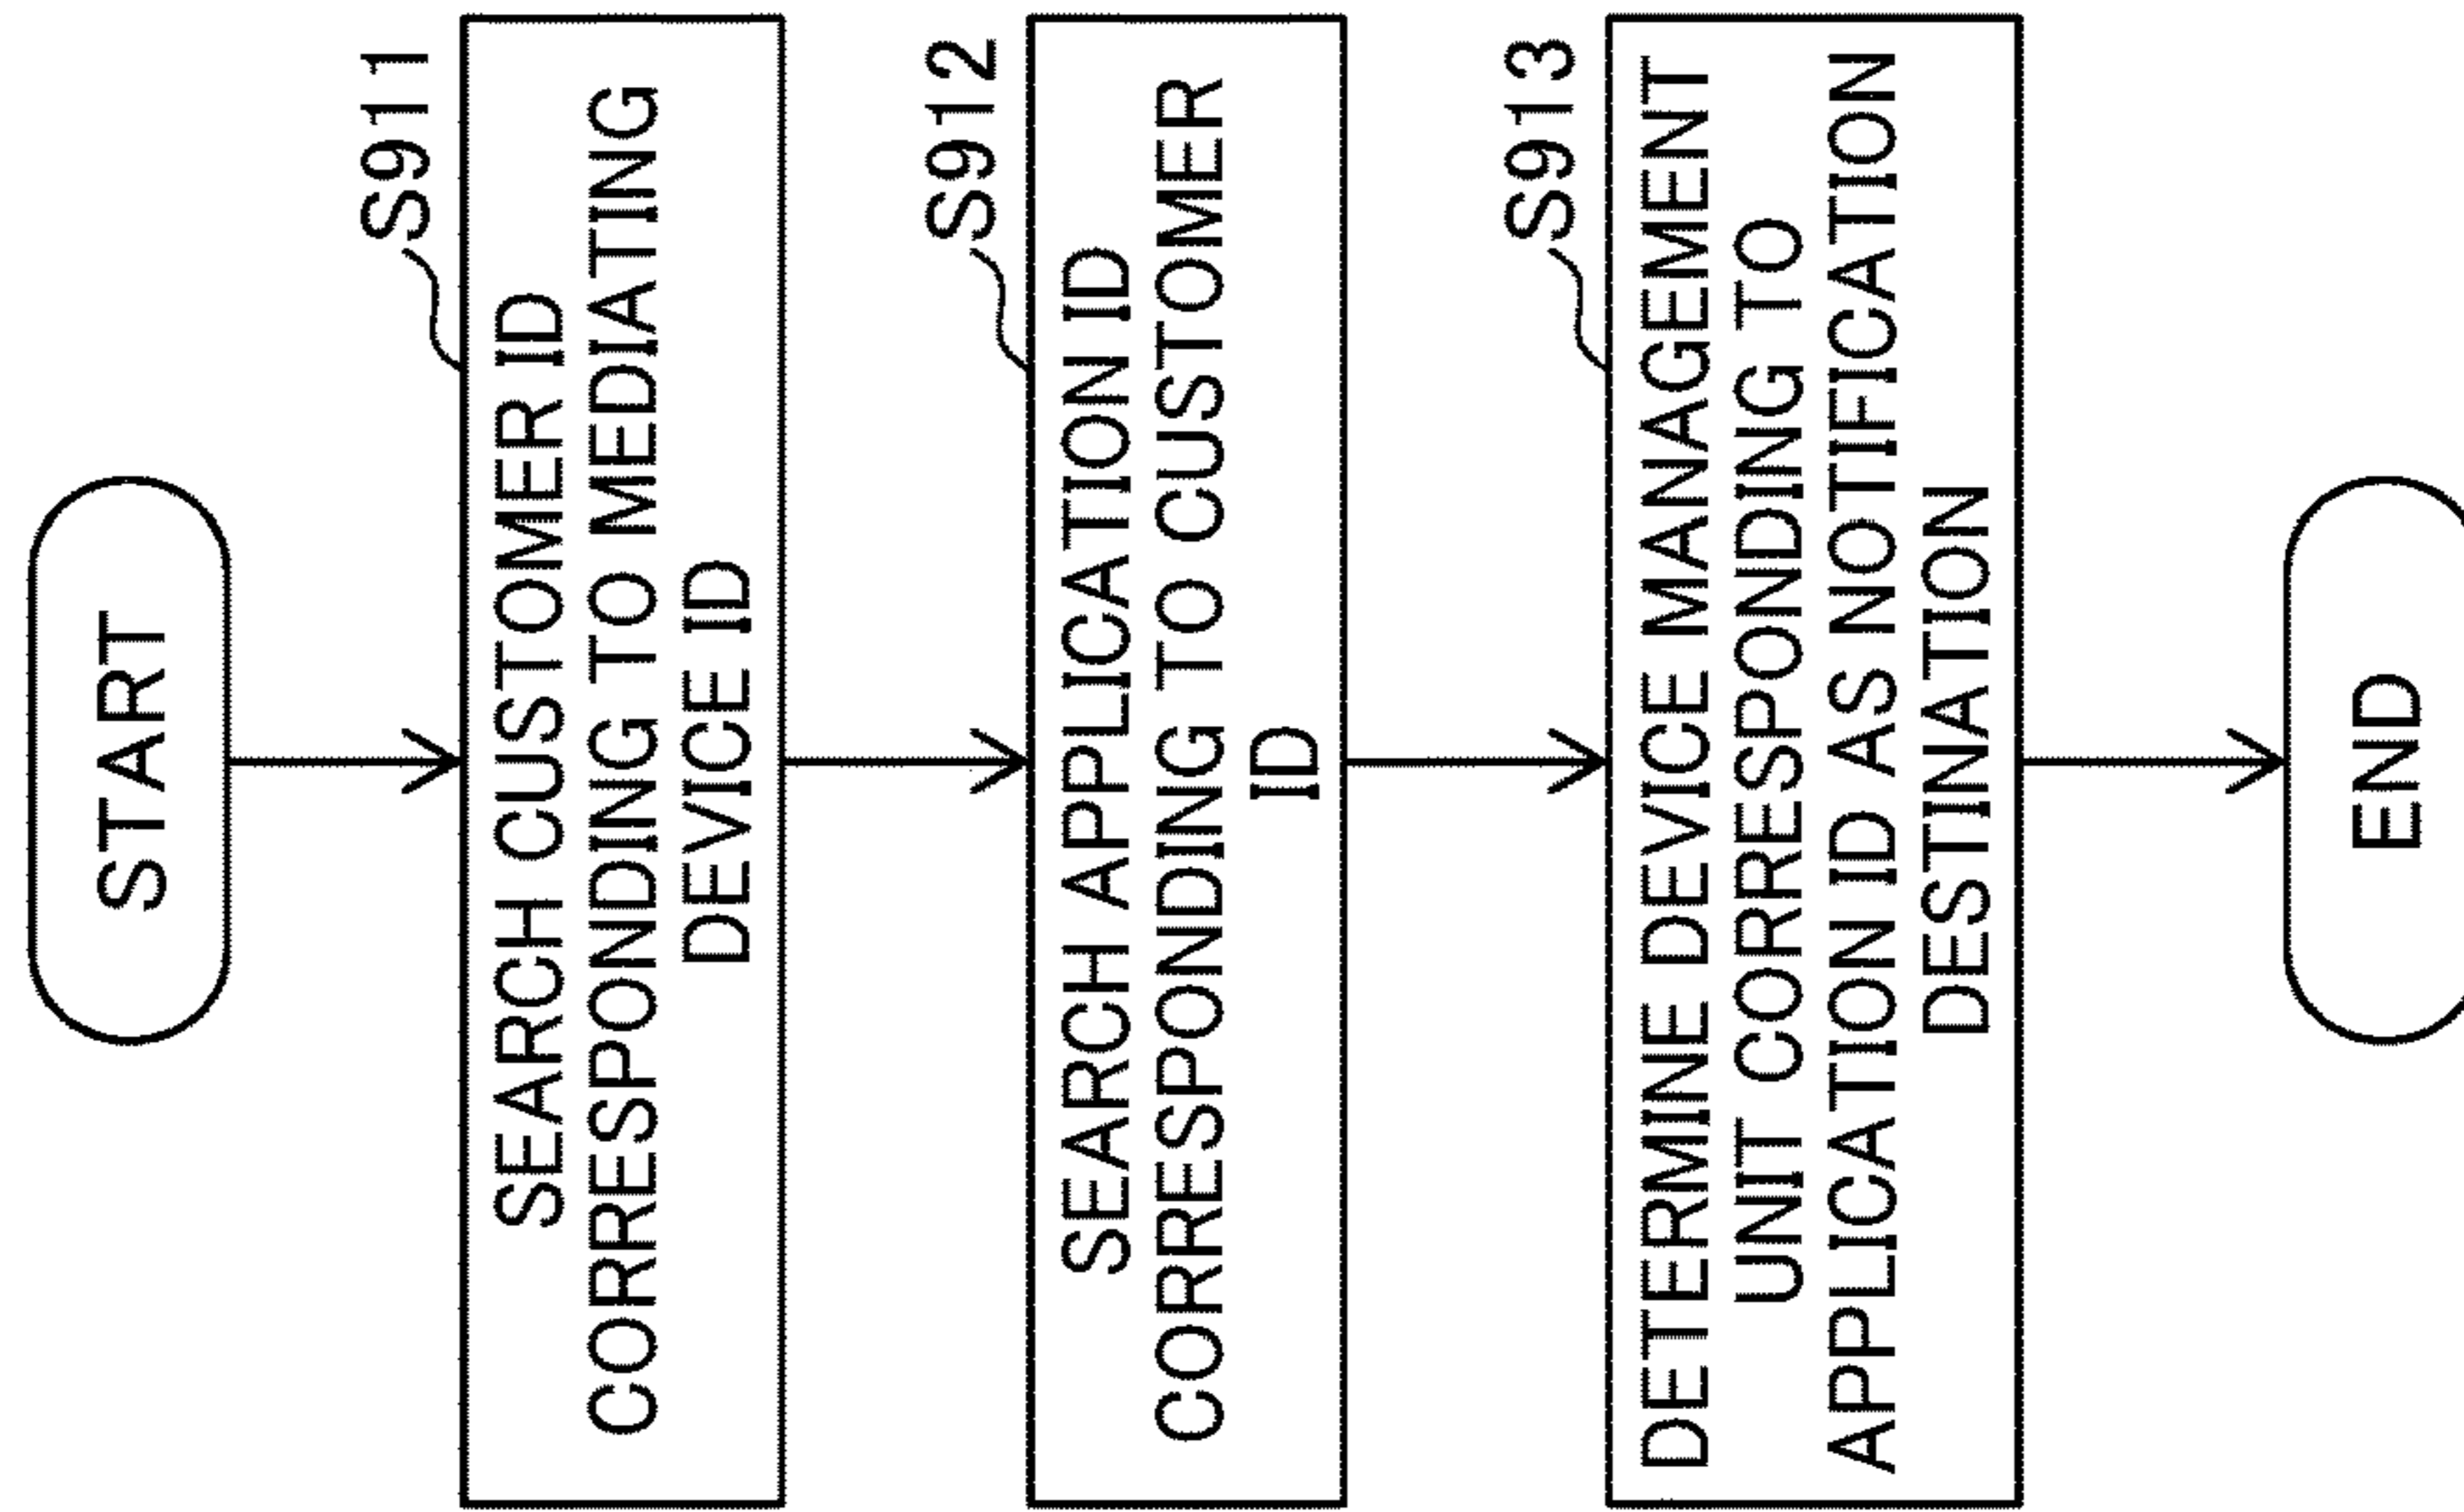 START
S911
SEARCH CUSTOMER ID
CORRESPONDING TO MEDIATING
DEVICE ID
S912
SEARCH APPLICATION ID
CORRESPONDING TO CUSTOMER
ID
S913
DETERMINE DEVICE MANAGEMENT
UNIT CORRESPONDING TO
APPLICATION ID AS NOTIFICATION
DESTINATION
END